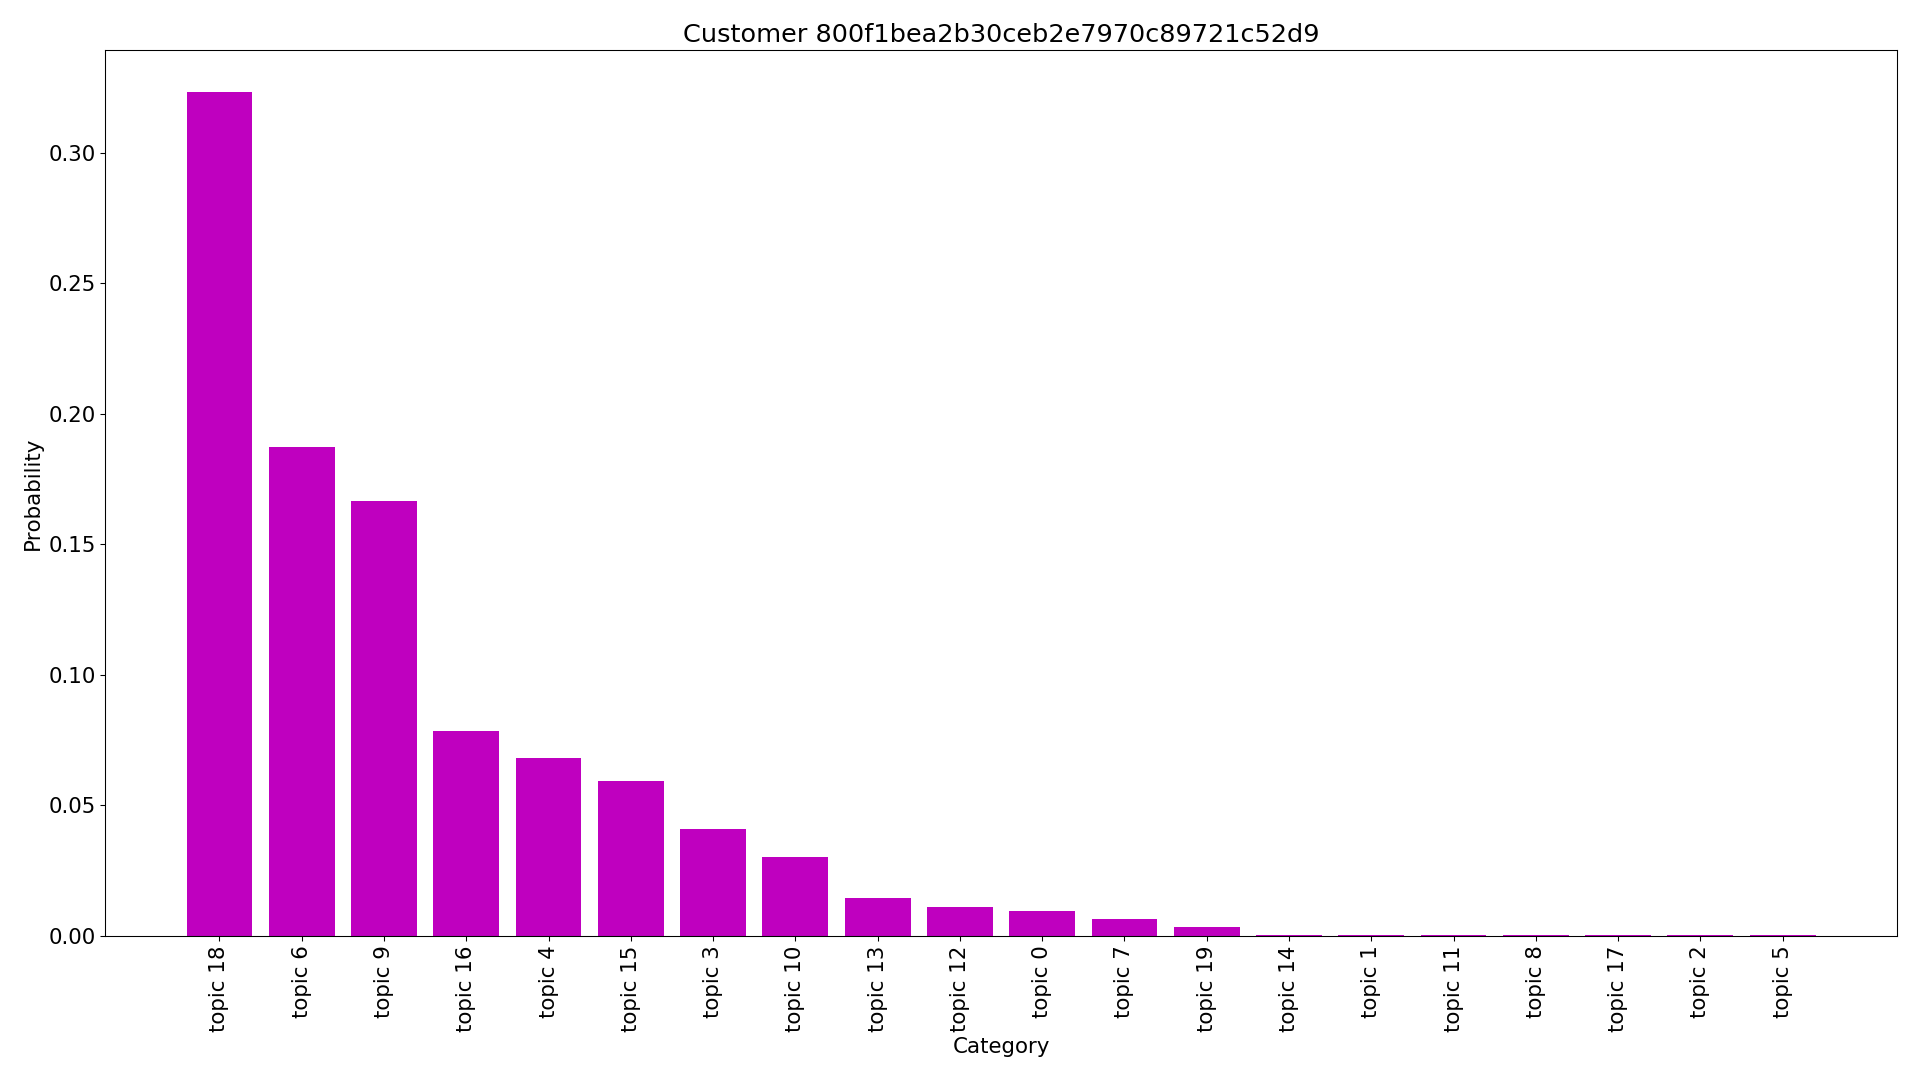 Customer 800f1bea2b30ceb2e7970c89721c52d9
0.30
0.25
0.20
0.15
0.10
0.05
0.00
Probability
topic 18
topic 6
topic 9
topic 16
topic 4
topic 15
topic 3
topic 10
topic 13
topic 12
topic 0
topic 7
topic 19
topic 14
topic 1
topic 11
topic 8
topic 17
topic 2
topic 5
Category